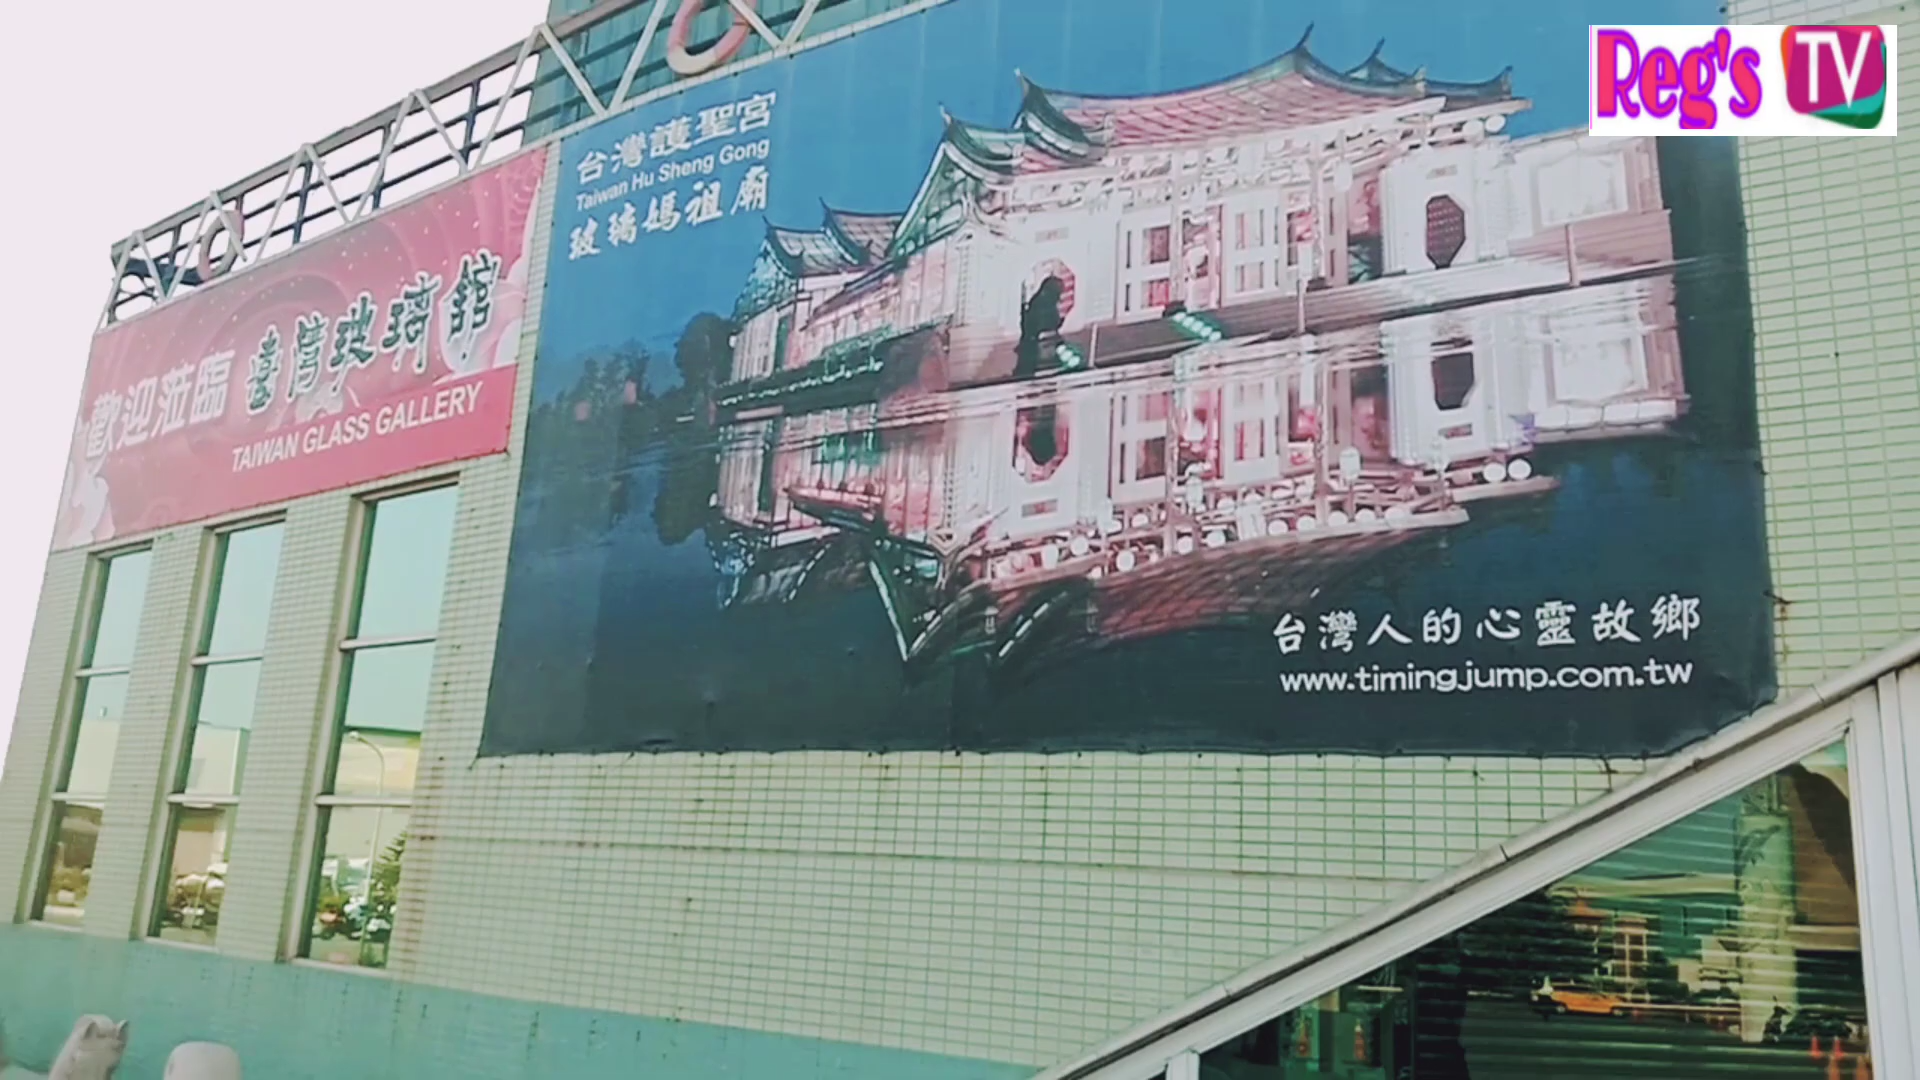 Reg's TV
台灣護聖宮
Taiwan Hu Sheng Gong
玻璃媽祖廟
歡迎蒞臨 臺灣玻璃館
TAIWAN GLASS GALLERY
台灣人的心靈故鄉
www.timingjump.com.tw